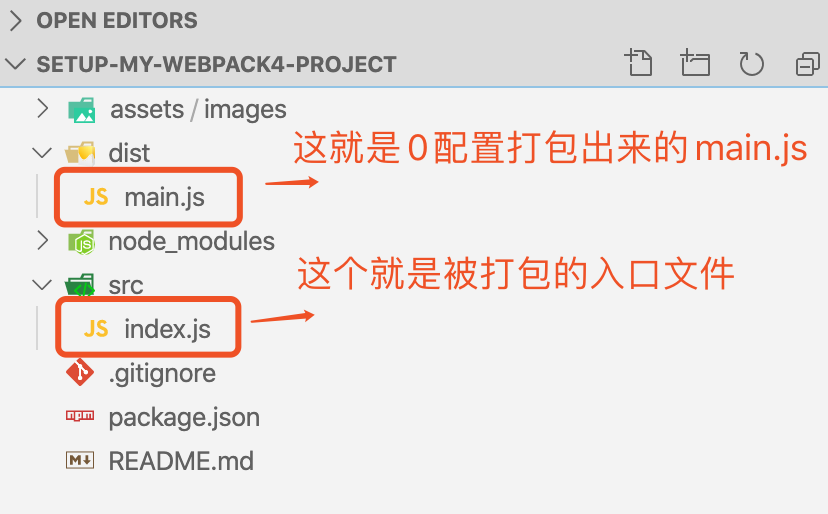 OPEN EDITORS
SETUP-MY-WEBPACK4-PROJECT
assets / images
dist
这就是0配置打包出来的main.js
JS main.js
node_modules
这个就是被打包的入口文件
src
JS index.js
.gitignore
package.json
README.md